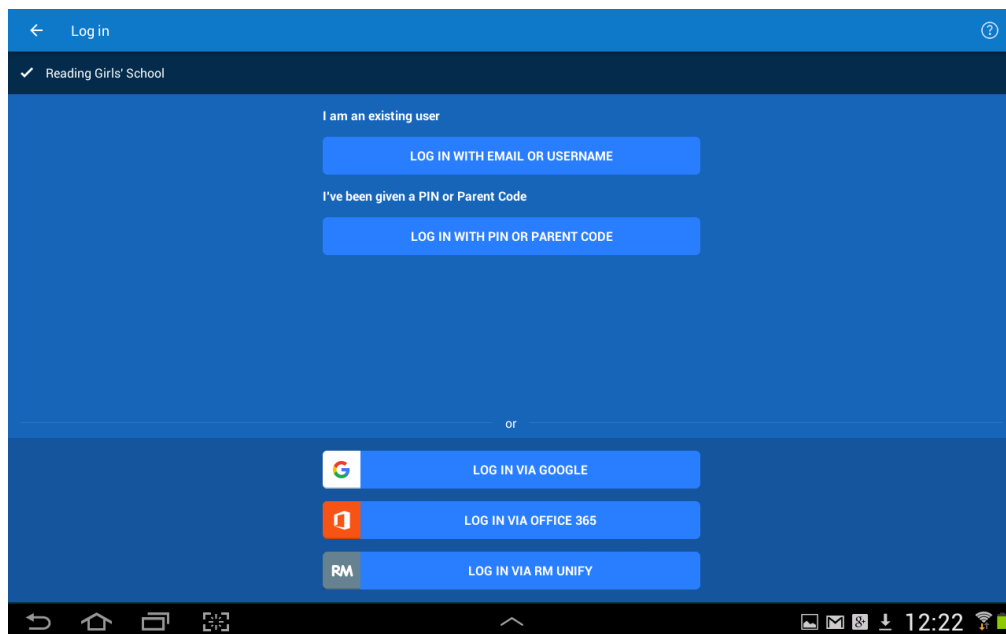 Log in
?
Reading Girls' School
I am an existing user
LOG IN WITH EMAIL OR USERNAME
I've been given a PIN or Parent Code
LOG IN WITH PIN OR PARENT CODE
or
G LOG IN VIA GOOGLE
LOG IN VIA OFFICE 365
RM LOG IN VIA RM UNIFY
12:22